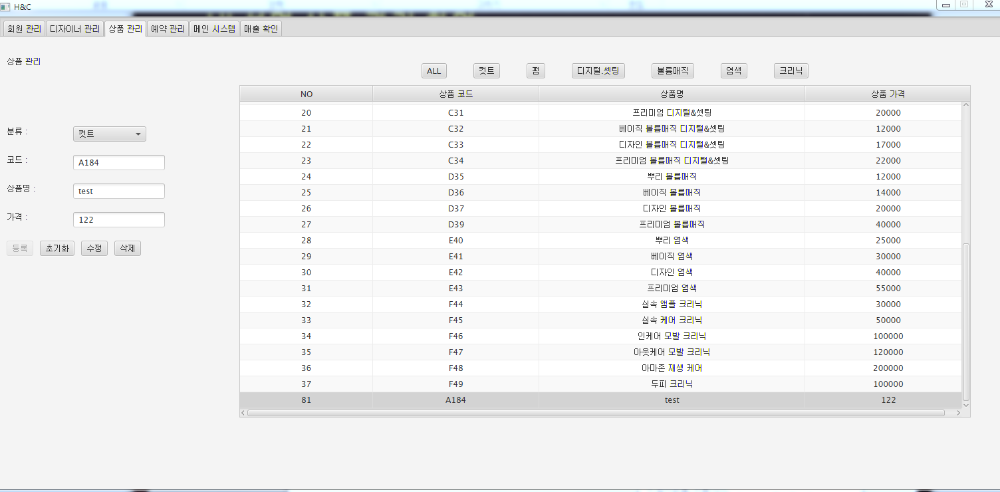 H&C
회원 관리 디자이너 관리 상품 관리 예약 관리 메인 시스템 매출 확인
상품 관리
ALL 컷트 펌 디지털.셋팅 볼륨매직 염색 크리닉
NO 상품 코드 상품명 상품 가격
20 C31 프리미엄 디지털&셋팅 20000
21 C32 베이직 볼륨매직 디지털&셋팅 12000
22 C33 디자인 볼륨매직 디지털&셋팅 17000
23 C34 프리미엄 볼륨매직 디지털&셋팅 22000
24 D35 뿌리 볼륨매직 12000
25 D36 베이직 볼륨매직 14000
26 D37 디자인 볼륨매직 20000
27 D39 프리미엄 볼륨매직 40000
28 E40 뿌리 염색 25000
29 E41 베이직 염색 30000
30 E42 디자인 염색 40000
31 E43 프리미엄 염색 55000
32 F44 실속 앰플 크리닉 30000
33 F45 실속 케어 크리닉 50000
34 F46 인케어 모발 크리닉 100000
35 F47 아웃케어 모발 크리닉 120000
36 F48 아마존 재생 케어 200000
37 F49 두피 크리닉 100000
81 A184 test 122
분류 : 컷트
코드 : A184
상품명 : test
가격 : 122
등록 초기화 수정 삭제